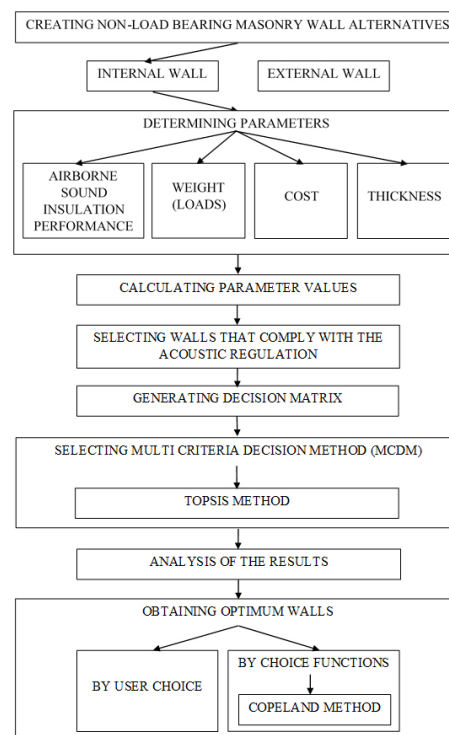 CREATING NON-LOAD BEARING MASONRY WALL ALTERNATIVES
INTERNAL WALL
EXTERNAL WALL
DETERMINING PARAMETERS
AIRBORNE
SOUND
INSULATION
PERFORMANCE
WEIGHT
(LOADS)
COST
THICKNESS
CALCULATING PARAMETER VALUES
SELECTING WALLS THAT COMPLY WITH THE
ACOUSTIC REGULATION
GENERATING DECISION MATRIX
SELECTING MULTI CRITERIA DECISION METHOD (MCDM)
TOPSIS METHOD
ANALYSIS OF THE RESULTS
OBTAINING OPTIMUM WALLS
BY USER CHOICE
BY CHOICE FUNCTIONS
COPELAND METHOD